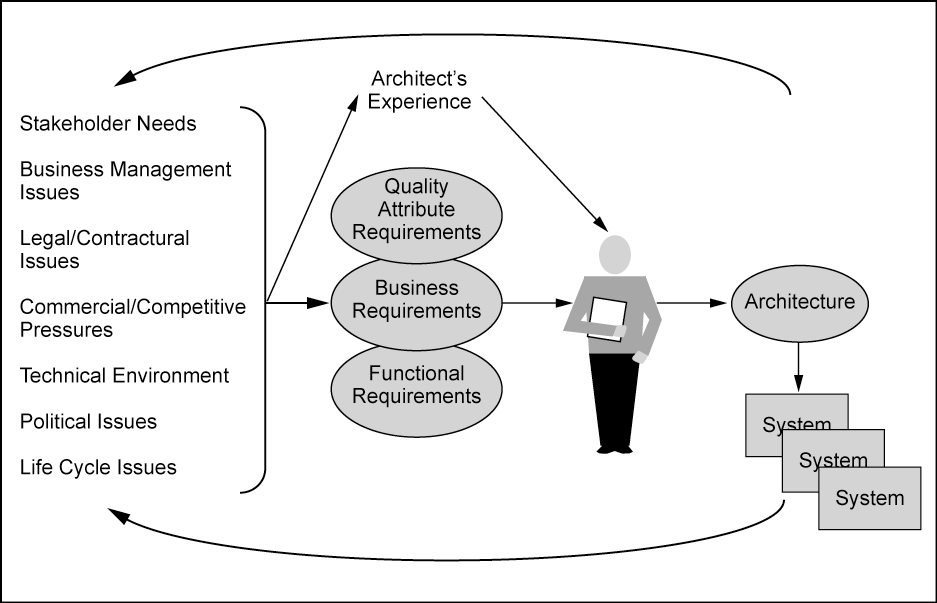 Architect's
Experience
Stakeholder Needs
Business Management
Issues
Legal/Contractural
Issues
Commercial/Competitive
Pressures
Technical Environment
Political Issues
Life Cycle Issues
Quality
Attribute
Requirements
Business
Requirements
Functional
Requirements
Architecture
System
System
System